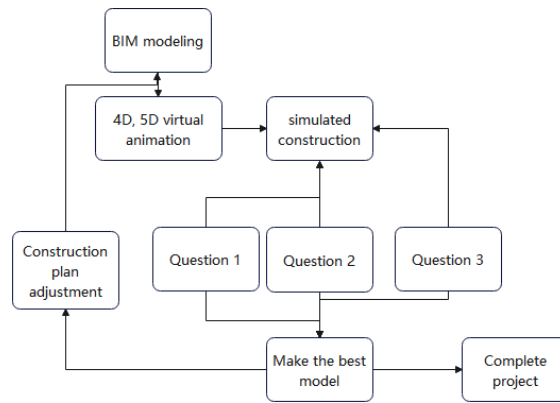 BIM modeling
4D, 5D virtual
animation
simulated
construction
Construction
plan
adjustment
Question 1
Question 2
Question 3
Make the best
model
Complete
project